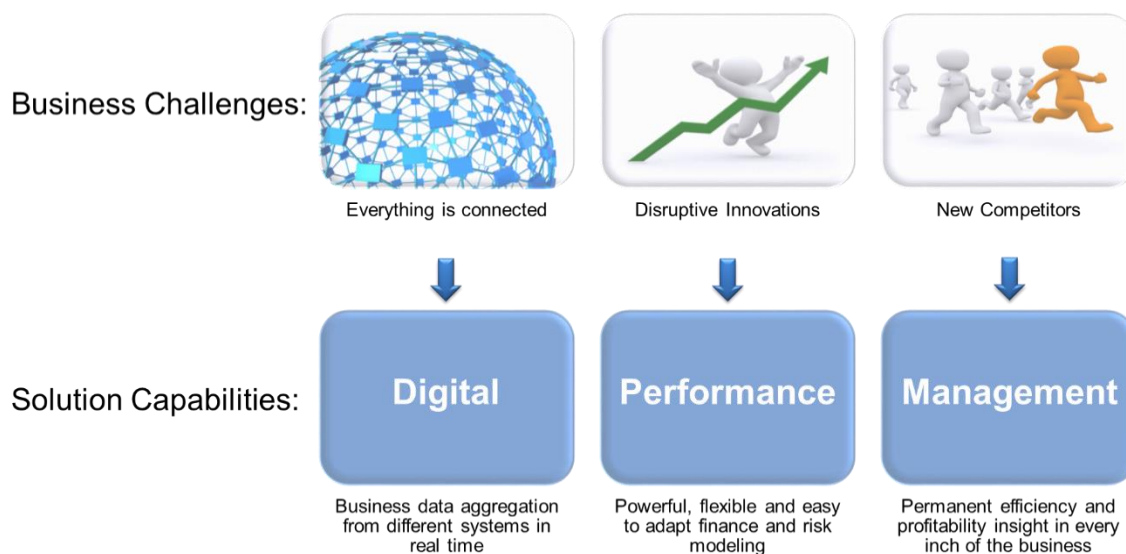 Business Challenges:
Everything is connected
Disruptive Innovations
New Competitors
Solution Capabilities:
Digital
Performance
Management
Business data aggregation
from different systems in
real time
Powerful, flexible and easy
to adapt finance and risk
modeling
Permanent efficiency and
profitability insight in every
inch of the business